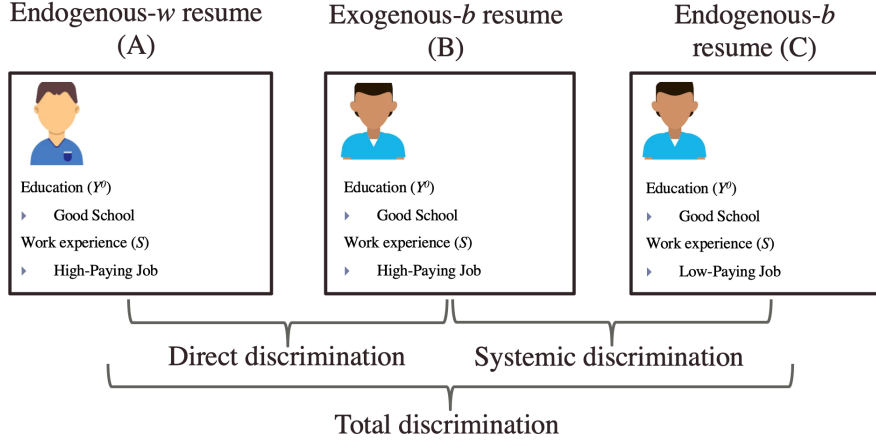 Endogenous-w resume
(A)
Education (Y⁰)
Good School
Work experience (S)
High-Paying Job
Exogenous-b resume
(B)
Education (Y⁰)
Good School
Work experience (S)
High-Paying Job
Endogenous-b
resume (C)
Education (Y⁰)
Good School
Work experience (S)
Low-Paying Job
Direct discrimination
Systemic discrimination
Total discrimination